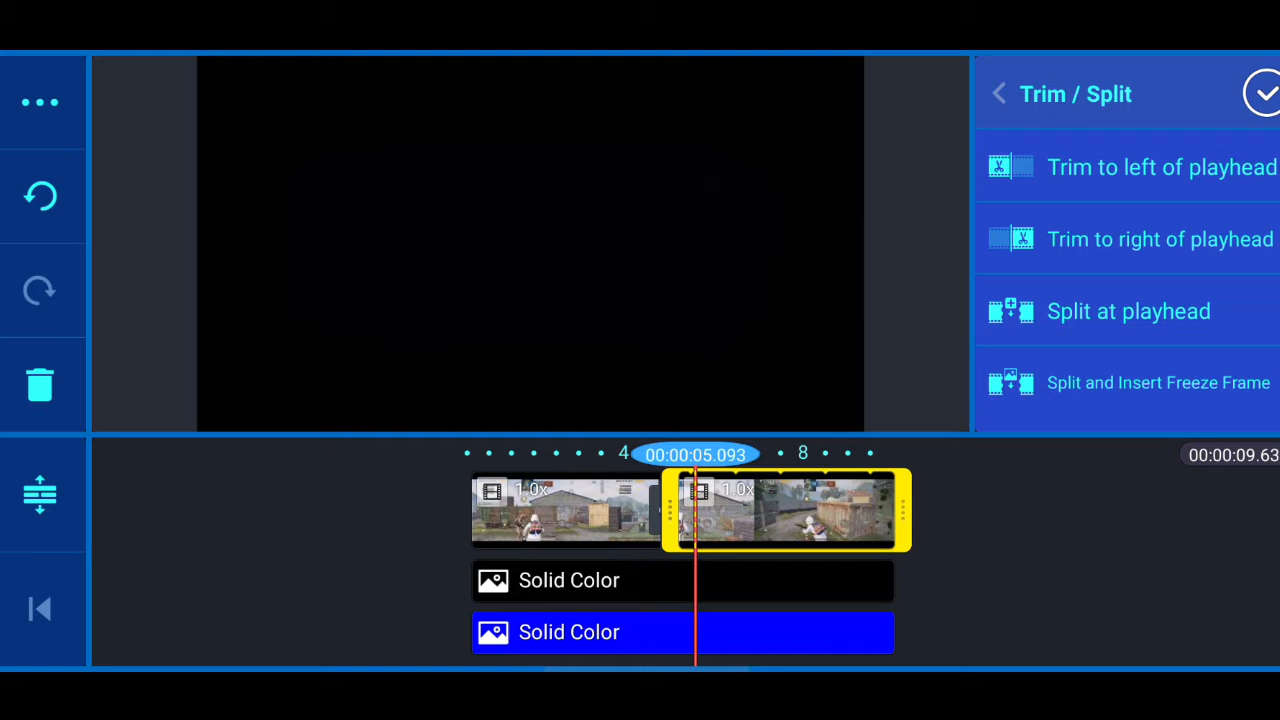 Trim / Split
Trim to left of playhead
Trim to right of playhead
Split at playhead
Split and Insert Freeze Frame
4
00:00:05.093
8
00:00:09.63
1.0x
1.0x
Solid Color
Solid Color